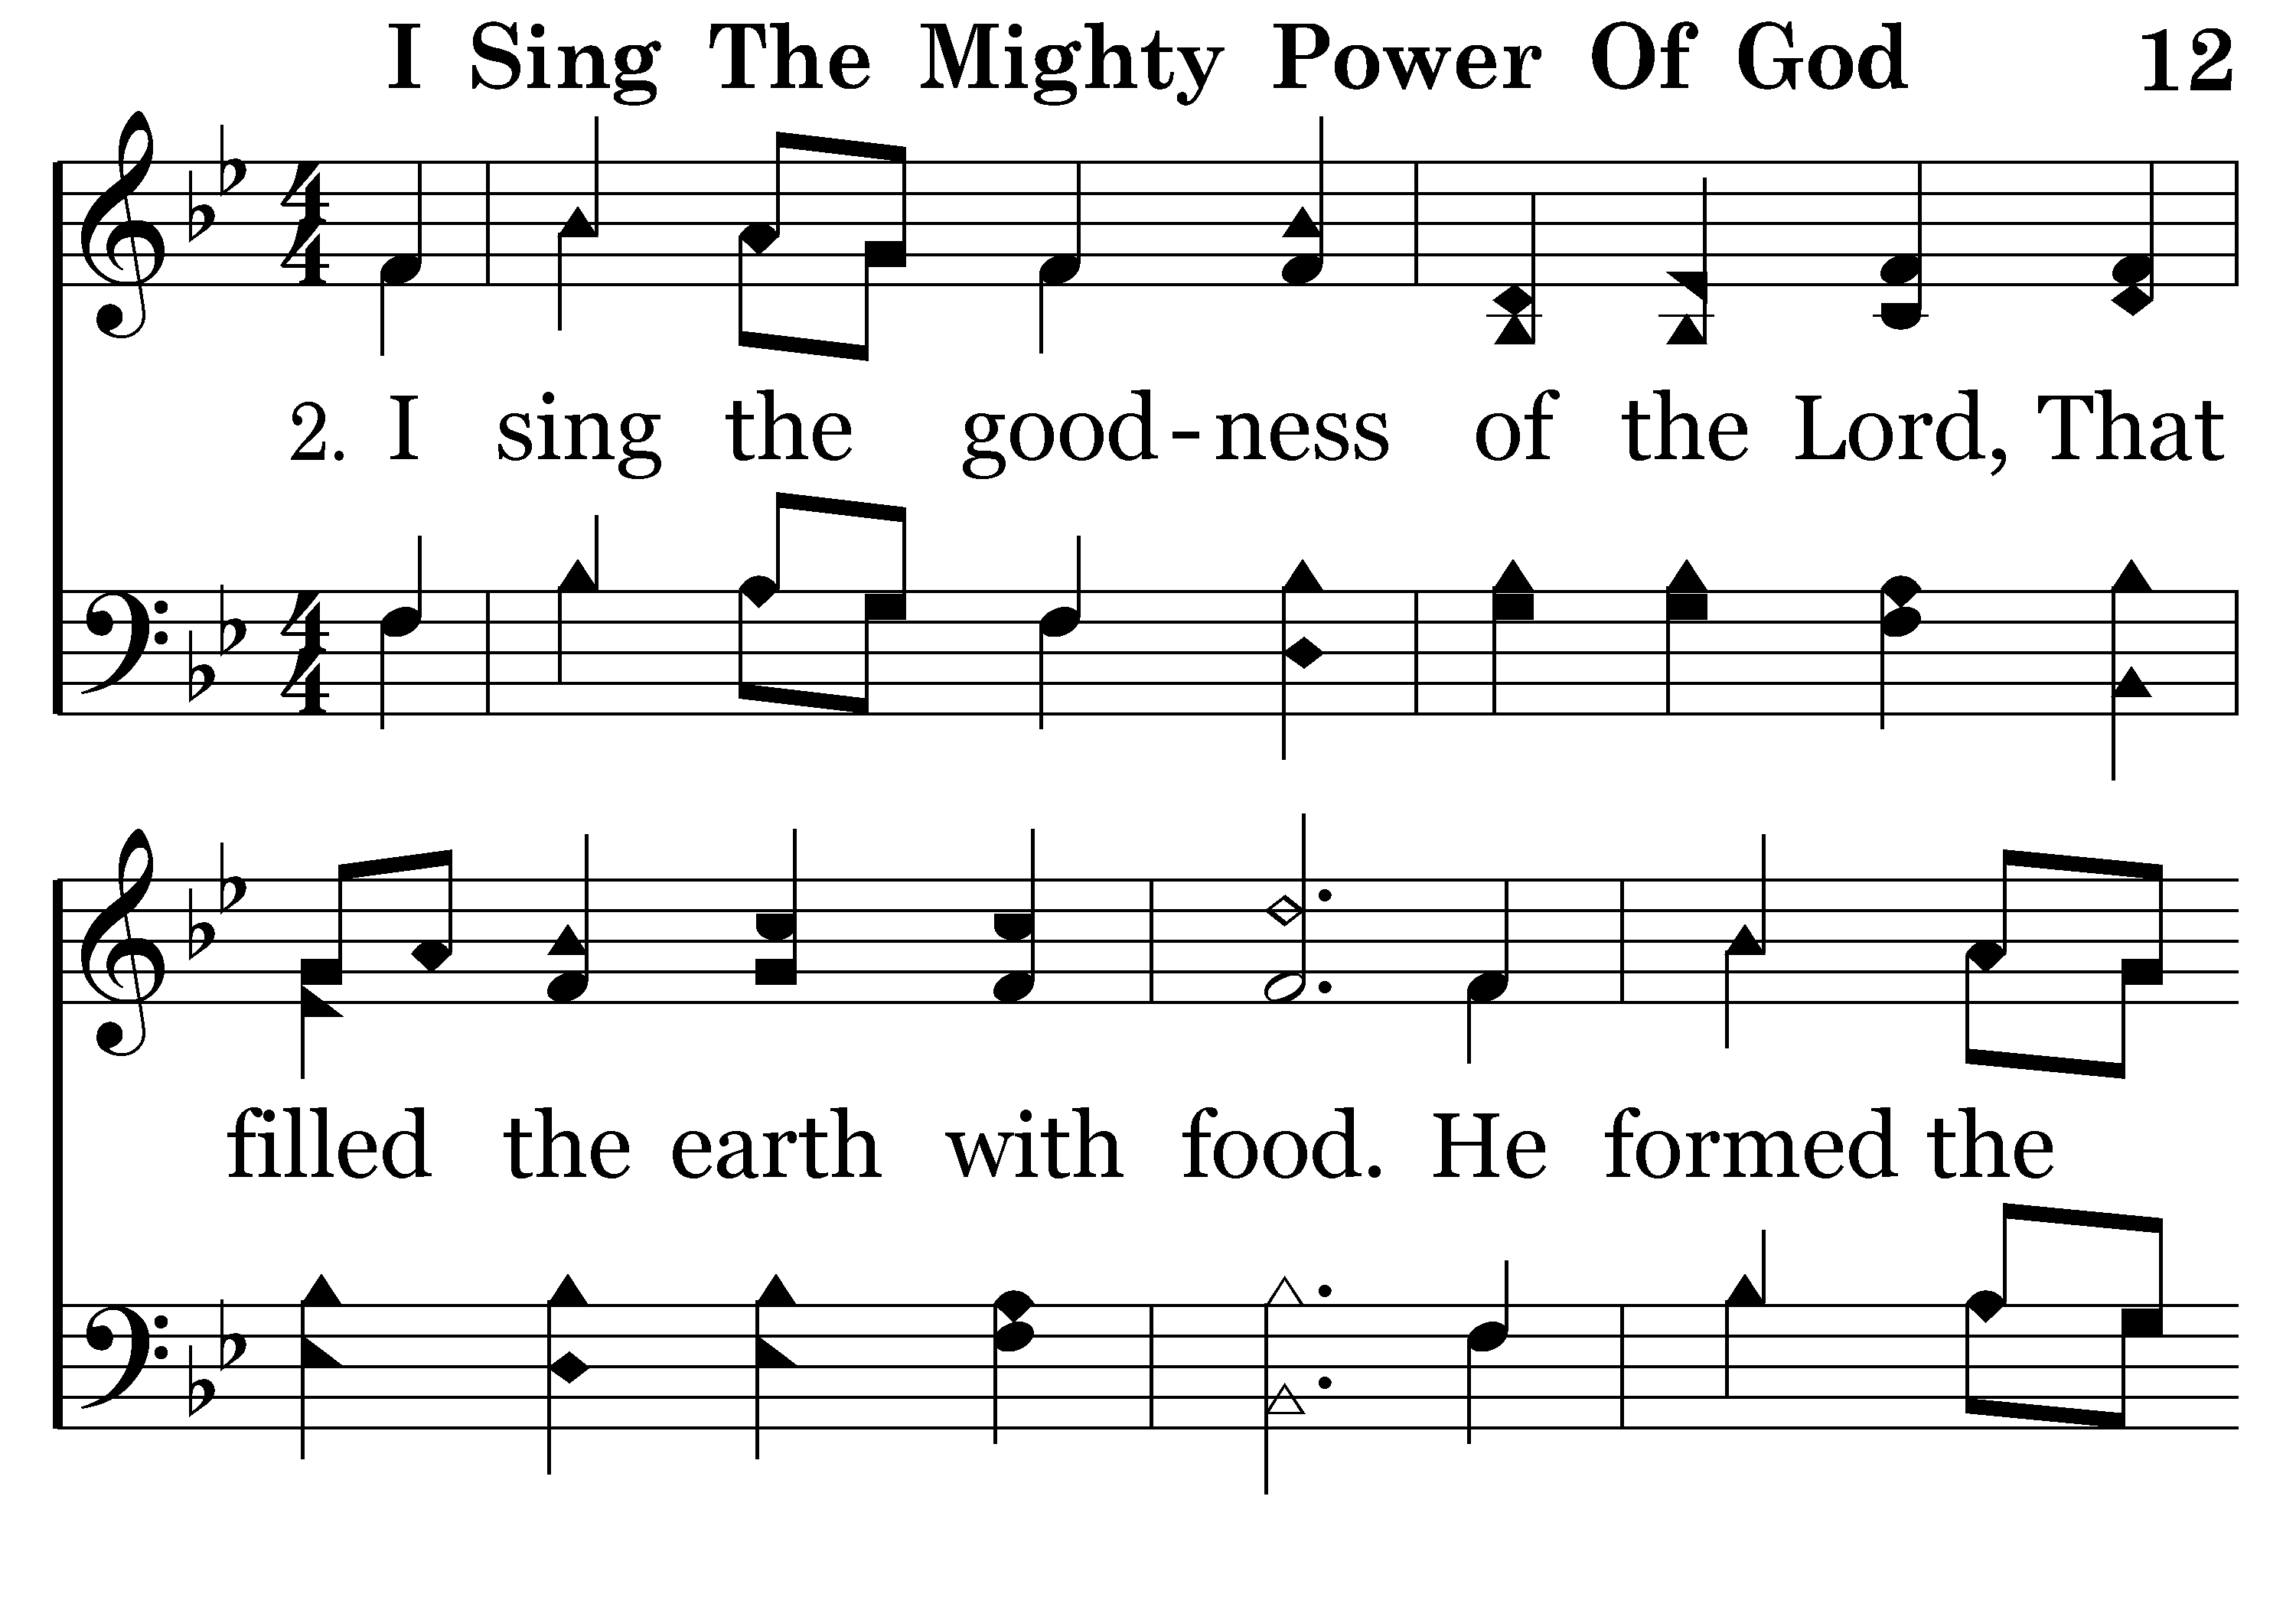 I Sing The Mighty Power Of God 12
2. I sing the good-ness of the Lord, That
filled the earth with food. He formed the